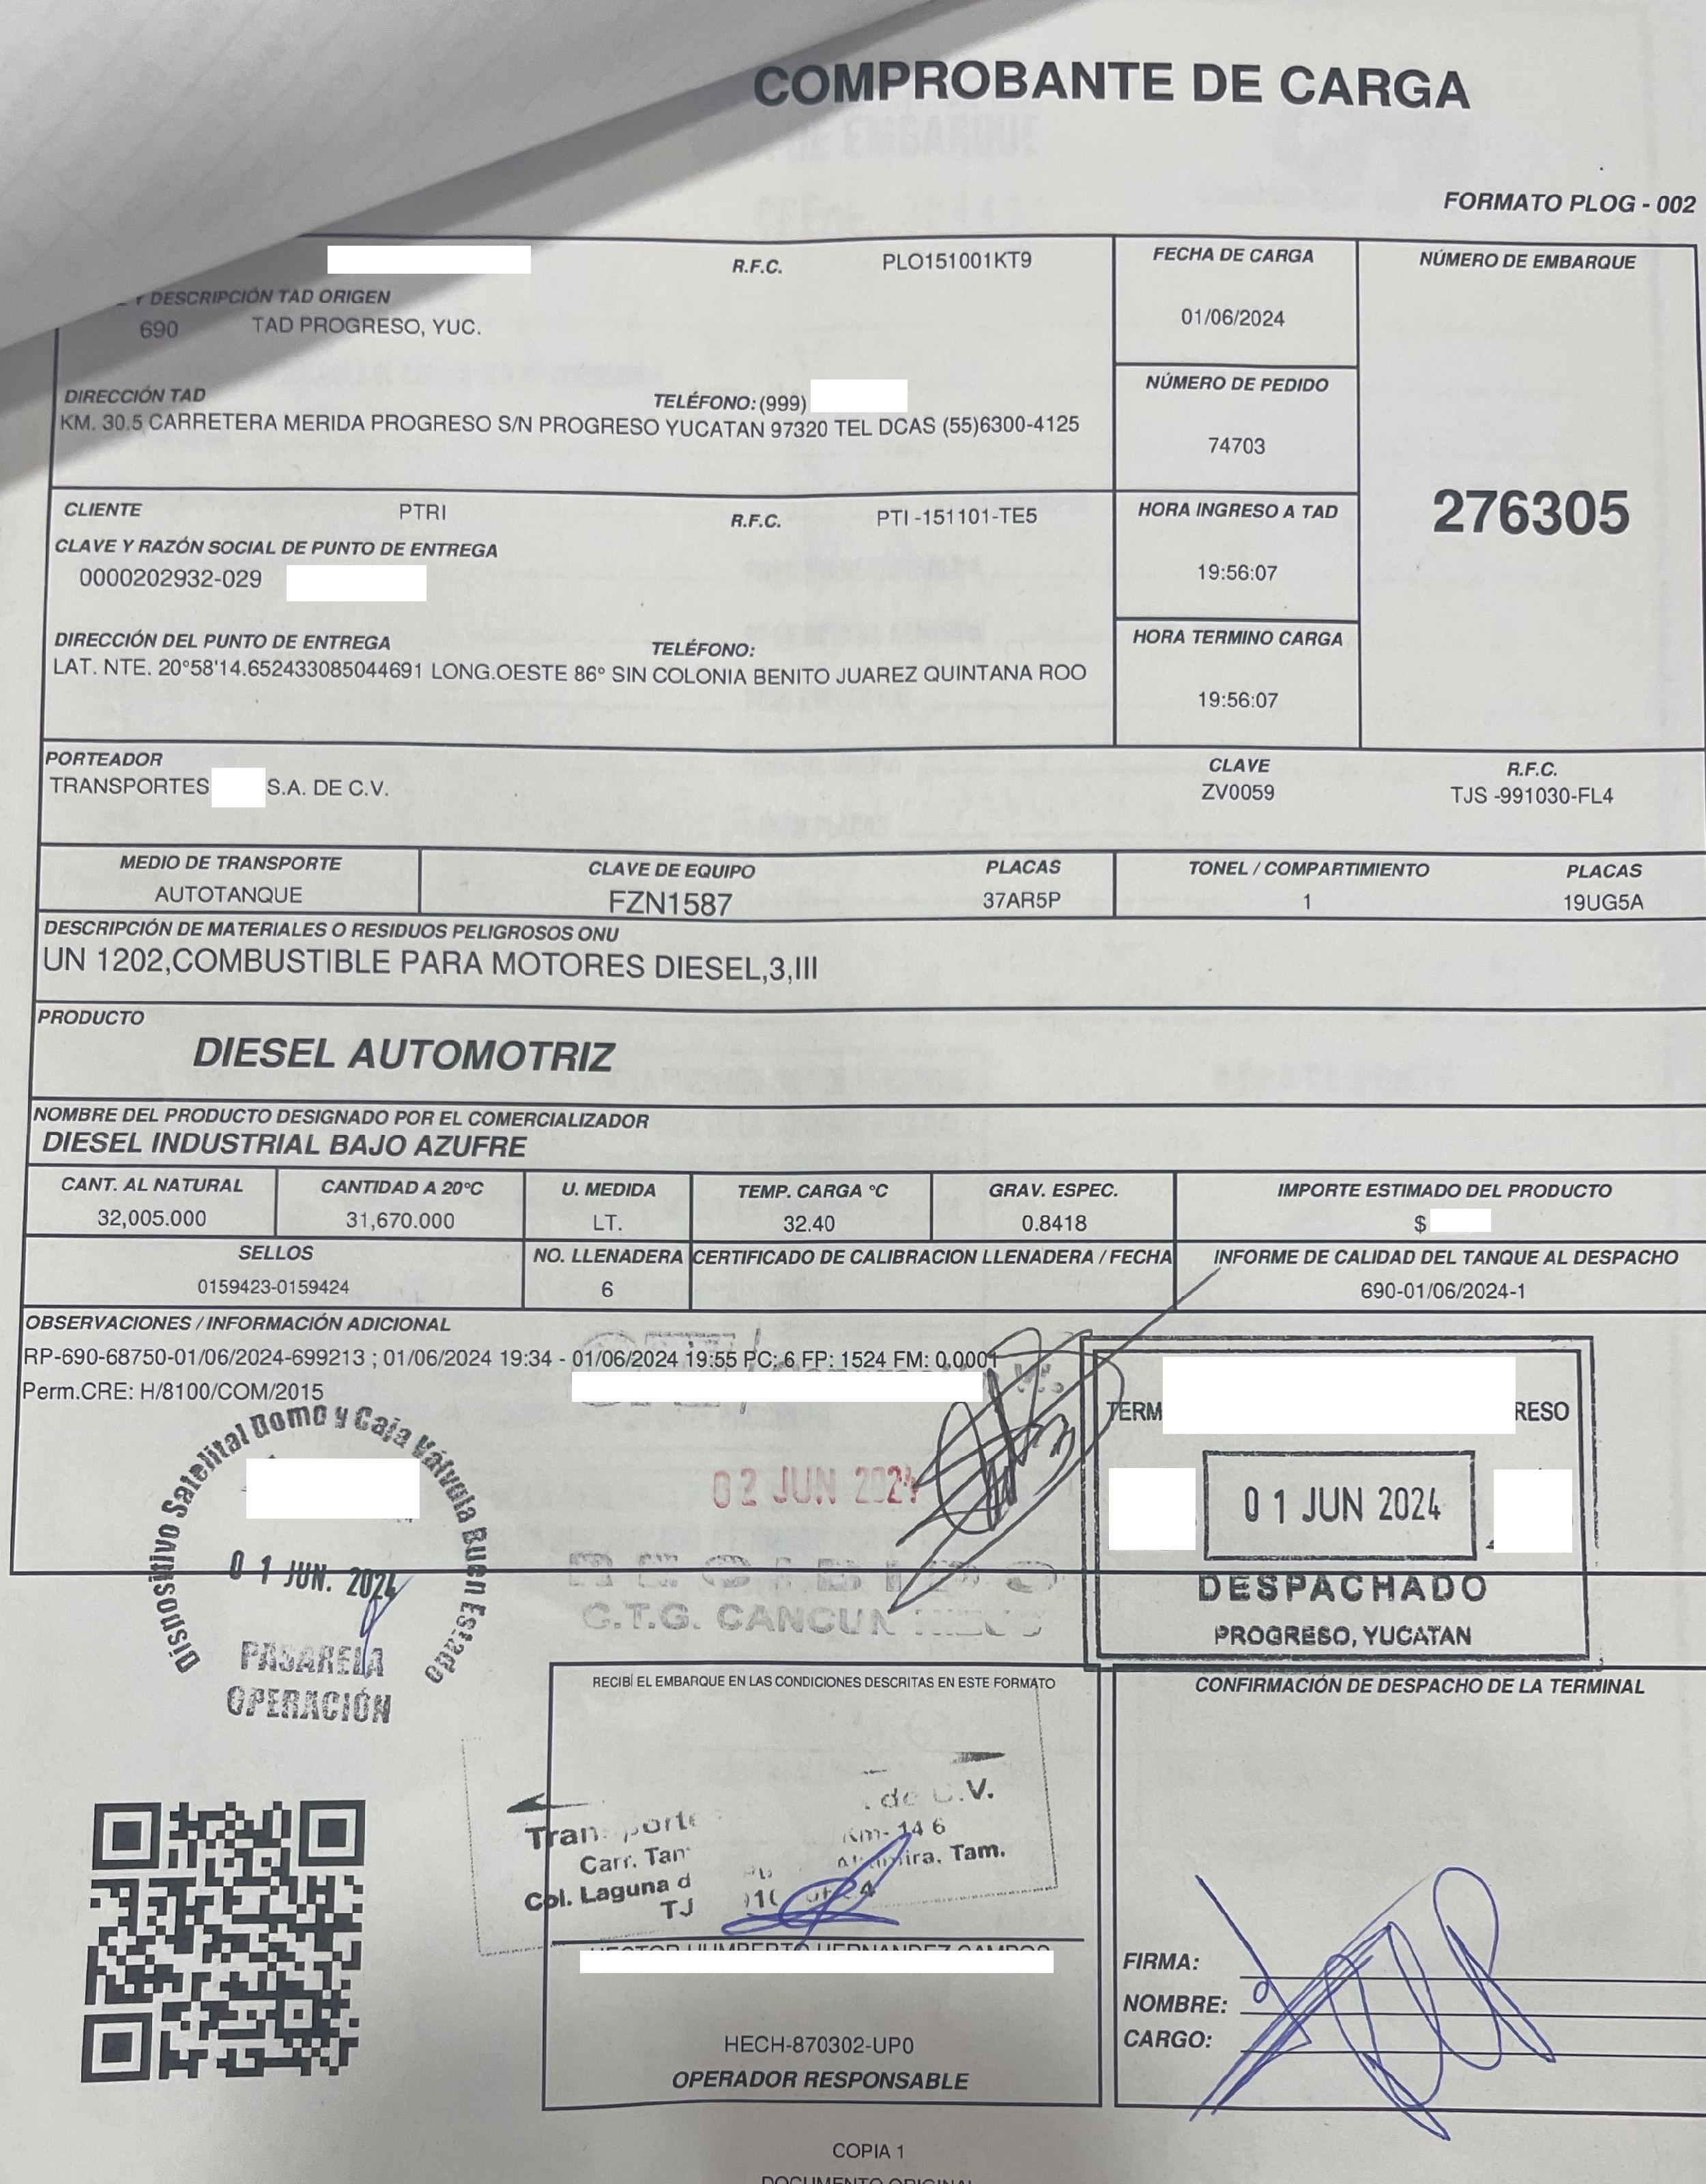 COMPROBANTE DE CARGA
FORMATO PLOG - 002
R.F.C. PLO151001KT9
Y DESCRIPCIÓN TAD ORIGEN
690 TAD PROGRESO, YUC.
DIRECCIÓN TAD TELÉFONO: (999)
KM. 30.5 CARRETERA MERIDA PROGRESO S/N PROGRESO YUCATAN 97320 TEL DCAS (55)6300-4125
FECHA DE CARGA
01/06/2024
NÚMERO DE PEDIDO
74703
HORA INGRESO A TAD
19:56:07
HORA TERMINO CARGA
19:56:07
NÚMERO DE EMBARQUE
276305
CLIENTE PTRI R.F.C. PTI -151101-TE5
CLAVE Y RAZÓN SOCIAL DE PUNTO DE ENTREGA
0000202932-029
DIRECCIÓN DEL PUNTO DE ENTREGA TELÉFONO:
LAT. NTE. 20°58'14.652433085044691 LONG.OESTE 86° SIN COLONIA BENITO JUAREZ QUINTANA ROO
PORTEADOR CLAVE R.F.C.
TRANSPORTES S.A. DE C.V. ZV0059 TJS -991030-FL4
MEDIO DE TRANSPORTE CLAVE DE EQUIPO PLACAS TONEL / COMPARTIMIENTO PLACAS
AUTOTANQUE FZN1587 37AR5P 1 19UG5A
DESCRIPCIÓN DE MATERIALES O RESIDUOS PELIGROSOS ONU
UN 1202,COMBUSTIBLE PARA MOTORES DIESEL,3,III
PRODUCTO
DIESEL AUTOMOTRIZ
NOMBRE DEL PRODUCTO DESIGNADO POR EL COMERCIALIZADOR
DIESEL INDUSTRIAL BAJO AZUFRE
CANT. AL NATURAL CANTIDAD A 20°C U. MEDIDA TEMP. CARGA °C GRAV. ESPEC. IMPORTE ESTIMADO DEL PRODUCTO
32,005.000 31,670.000 LT. 32.40 0.8418 $
SELLOS NO. LLENADERA CERTIFICADO DE CALIBRACION LLENADERA / FECHA INFORME DE CALIDAD DEL TANQUE AL DESPACHO
0159423-0159424 6 690-01/06/2024-1
OBSERVACIONES / INFORMACIÓN ADICIONAL
RP-690-68750-01/06/2024-699213 ; 01/06/2024 19:34 - 01/06/2024 19:55 PC: 6 FP: 1524 FM: 0.0001
Perm.CRE: H/8100/COM/2015
Dispositivo Satelital Domo y Caja Válvula Buen Estado
01 JUN. 2024
PASARELA
OPERACIÓN
02 JUN 2024
RECIBIDO
C.T.G. CANCUN
TERM RESO
01 JUN 2024
DESPACHADO
PROGRESO, YUCATAN
RECIBÍ EL EMBARQUE EN LAS CONDICIONES DESCRITAS EN ESTE FORMATO
de C.V.
Km- 14 6
Carr. Tam
Altamira, Tam.
Col. Laguna d
TJ
HECH-870302-UP0
OPERADOR RESPONSABLE
CONFIRMACIÓN DE DESPACHO DE LA TERMINAL
FIRMA:
NOMBRE:
CARGO:
COPIA 1
DOCUMENTO ORIGINAL